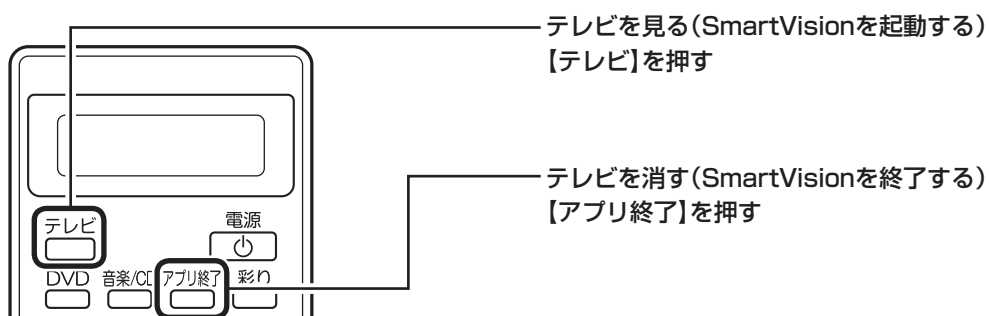 テレビを見る(SmartVisionを起動する)
【テレビ】を押す
テレビを消す(SmartVisionを終了する)
【アプリ終了】を押す
テレビ
電源
DVD 音楽/CD アプリ終了 彩り